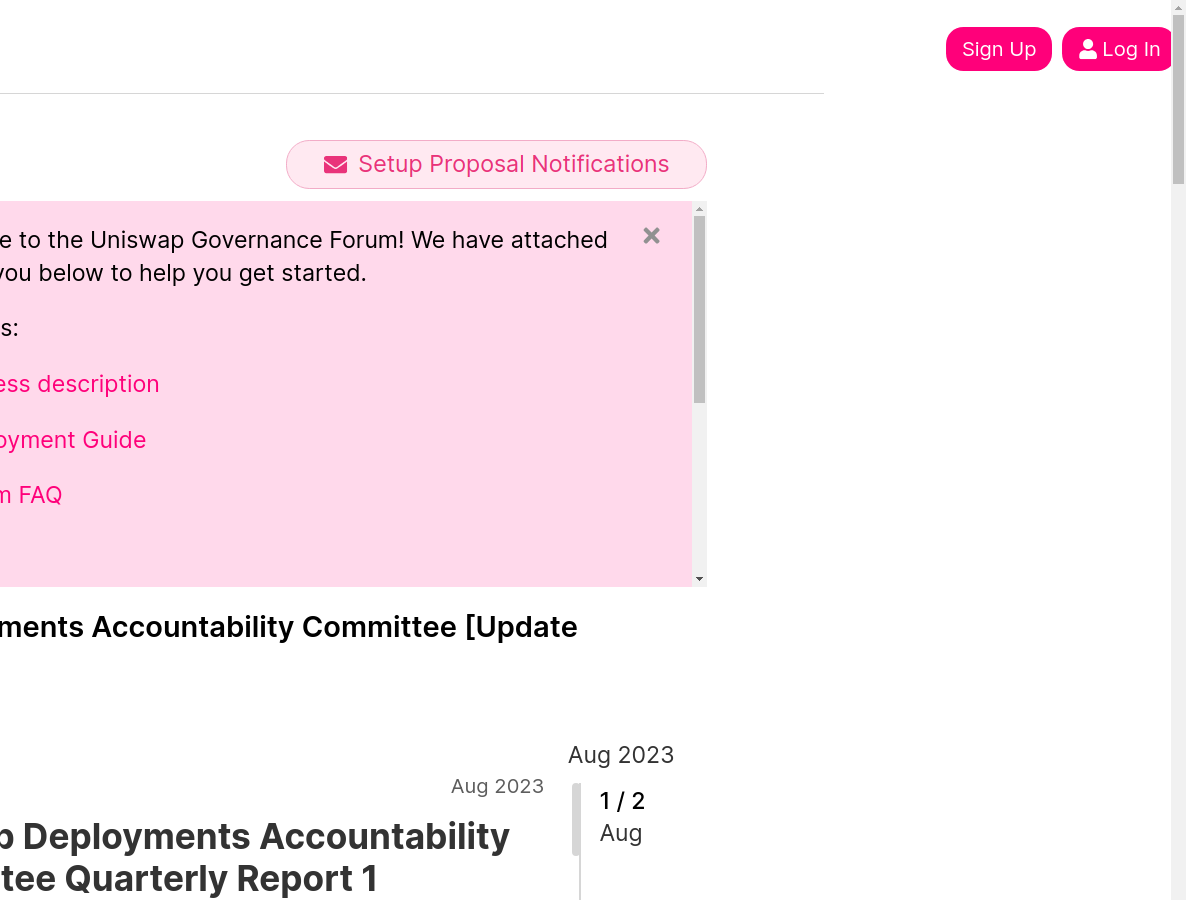 Sign Up
Log In
Setup Proposal Notifications
e to the Uniswap Governance Forum! We have attached
you below to help you get started.
s:
ess description
oyment Guide
m FAQ
ments Accountability Committee [Update
Aug 2023
Aug 2023
1 / 2
Aug
p Deployments Accountability
tee Quarterly Report 1